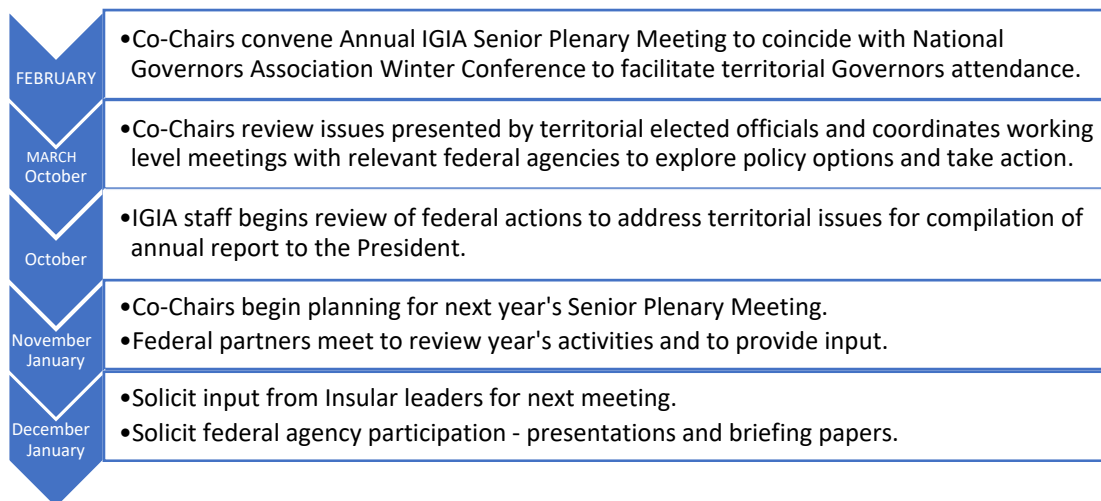 FEBRUARY
•Co-Chairs convene Annual IGIA Senior Plenary Meeting to coincide with National
Governors Association Winter Conference to facilitate territorial Governors attendance.
MARCH
October
•Co-Chairs review issues presented by territorial elected officials and coordinates working
level meetings with relevant federal agencies to explore policy options and take action.
October
•IGIA staff begins review of federal actions to address territorial issues for compilation of
annual report to the President.
November
January
•Co-Chairs begin planning for next year's Senior Plenary Meeting.
•Federal partners meet to review year's activities and to provide input.
December
January
•Solicit input from Insular leaders for next meeting.
•Solicit federal agency participation - presentations and briefing papers.